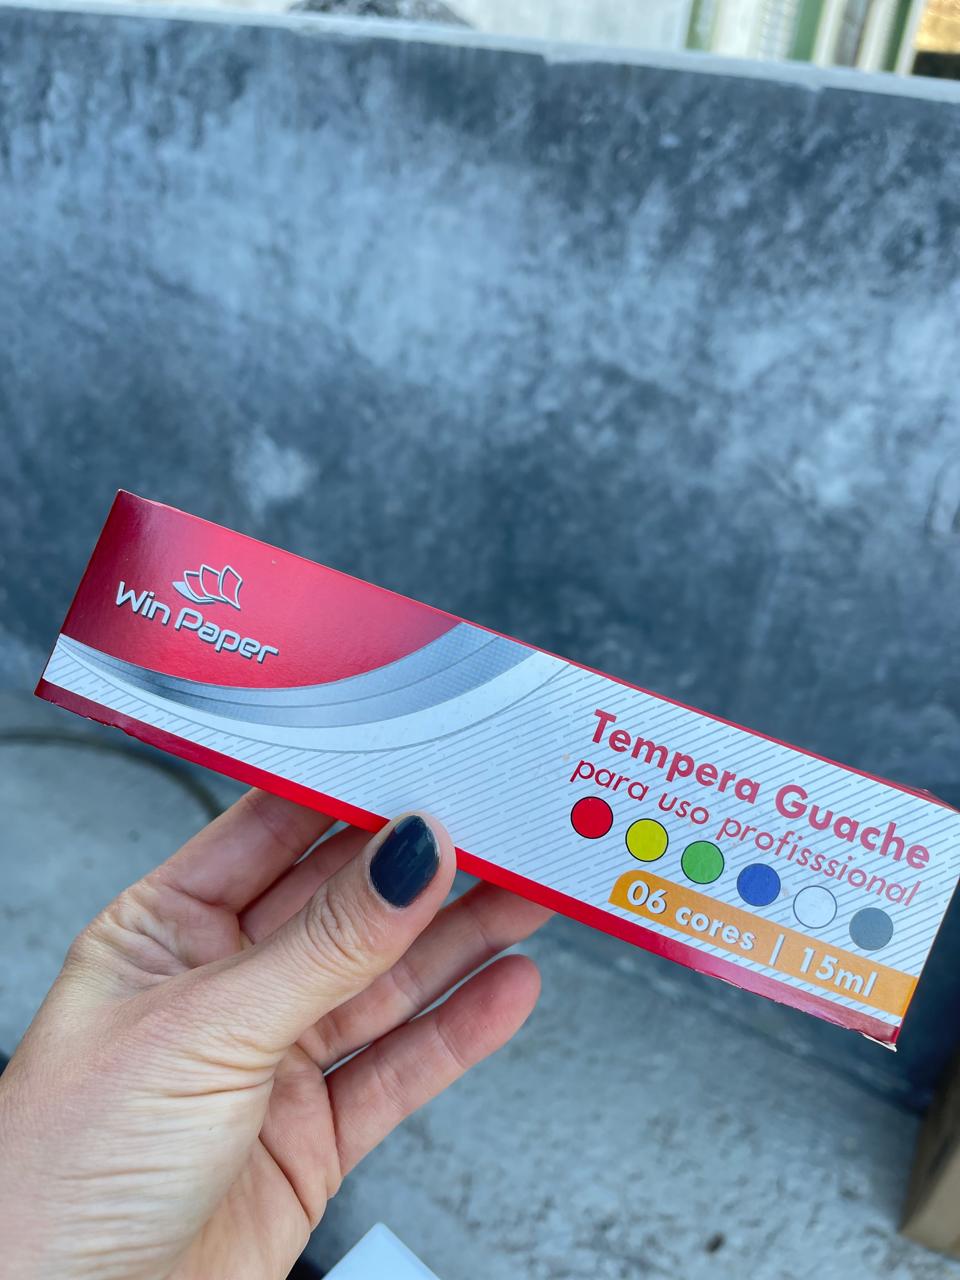 Win Paper
Tempera Guache
para uso profisssional
06 cores | 15ml